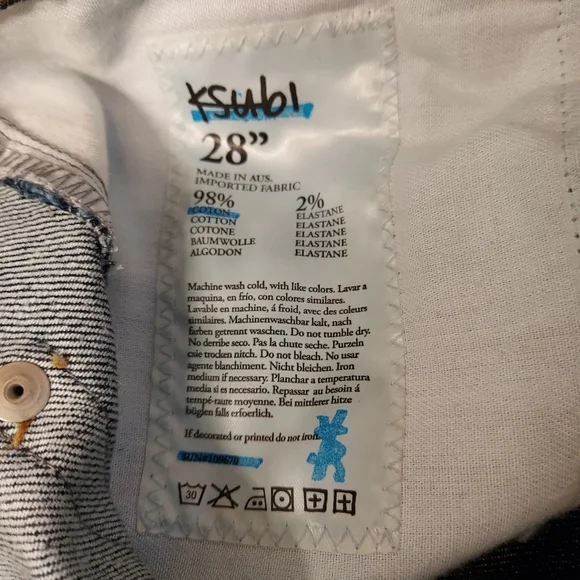 ksubi
28”
MADE IN AUS.
IMPORTED FABRIC
98% 2%
COTON ELASTANE
COTTON ELASTANE
COTONE ELASTANE
BAUMWOLLE ELASTANE
ALGODON ELASTANE
Machine wash cold, with like colors. Lavar a
maquina, en frío, con colores similares.
Lavable en machine, á froid, avec des colours
similaires. Machinenwaschbar kalt, nach
farben getrennt waschen. Do not tumble dry.
No derribe seco. Pas la chute seche. Purzeln
caie trocken nitch. Do not bleach. No usar
agente blanchiment. Nicht bleichen. Iron
medium if necessary. Planchar a temperatura
media si es necesario. Repassar au besoin á
tempé-raure moyenne. Bei mittlerer hitze
büglen falls erfoerlich.
If decorated or printed do not iron.
30